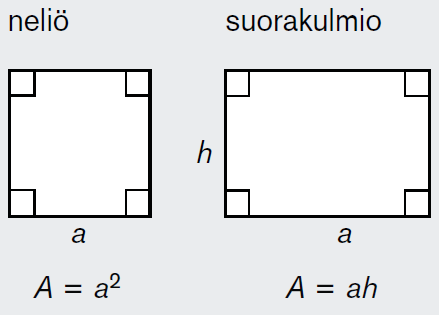 neliö suorakulmio
h
a a
A = a² A = ah